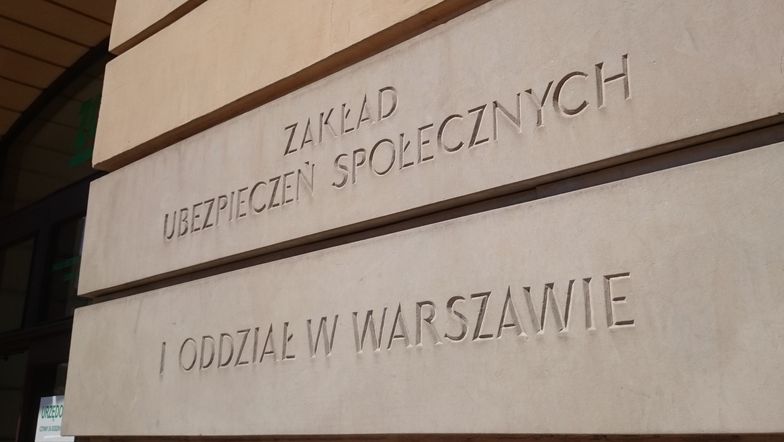 ZAKŁAD
UBEZPIECZEŃ SPOŁECZNYCH
I ODDZIAŁ W WARSZAWIE